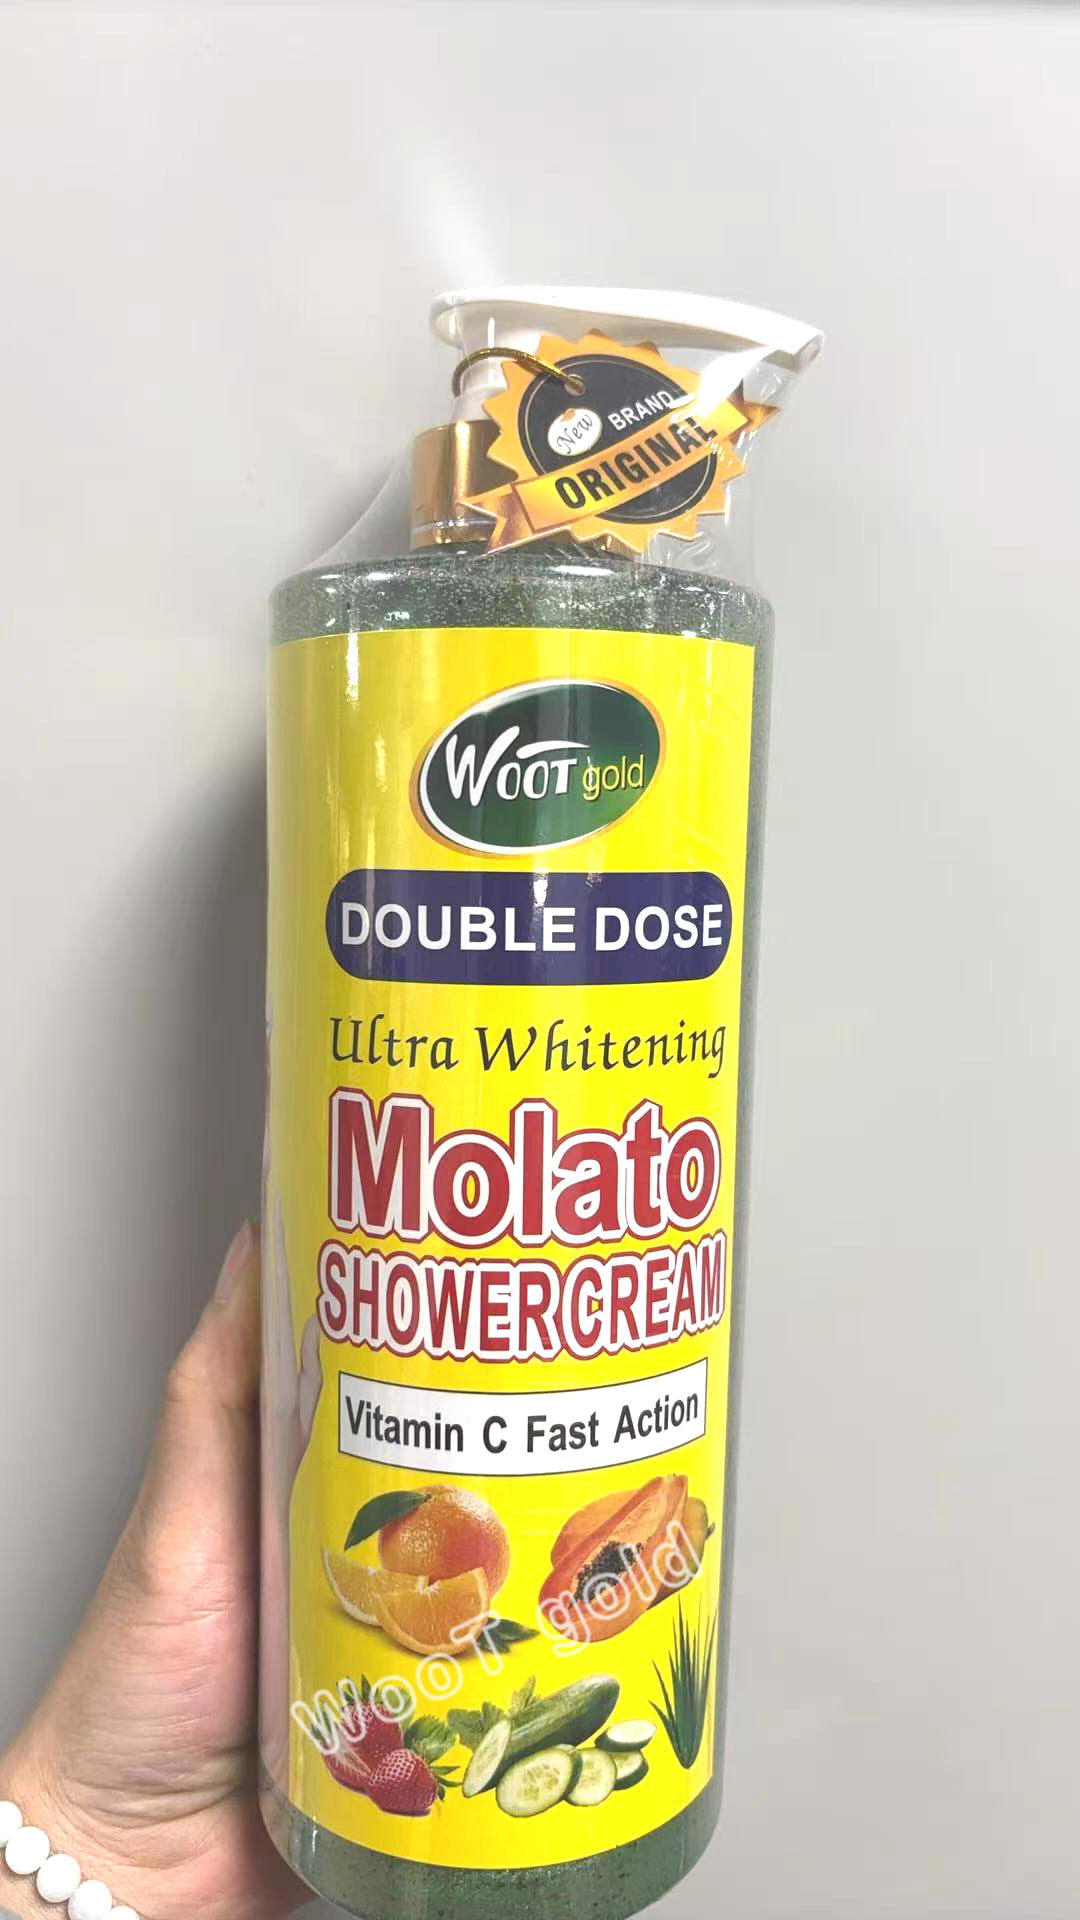 New BRAND
ORIGINAL
WOOT gold
DOUBLE DOSE
Ultra Whitening
Molato
SHOWER CREAM
Vitamin C Fast Action
WooT gold